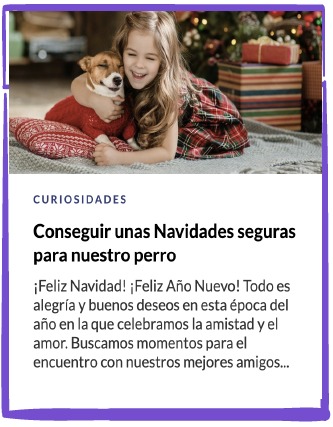 CURIOSIDADES
Conseguir unas Navidades seguras
para nuestro perro
¡Feliz Navidad! ¡Feliz Año Nuevo! Todo es
alegría y buenos deseos en esta época del
año en la que celebramos la amistad y el
amor. Buscamos momentos para el
encuentro con nuestros mejores amigos...